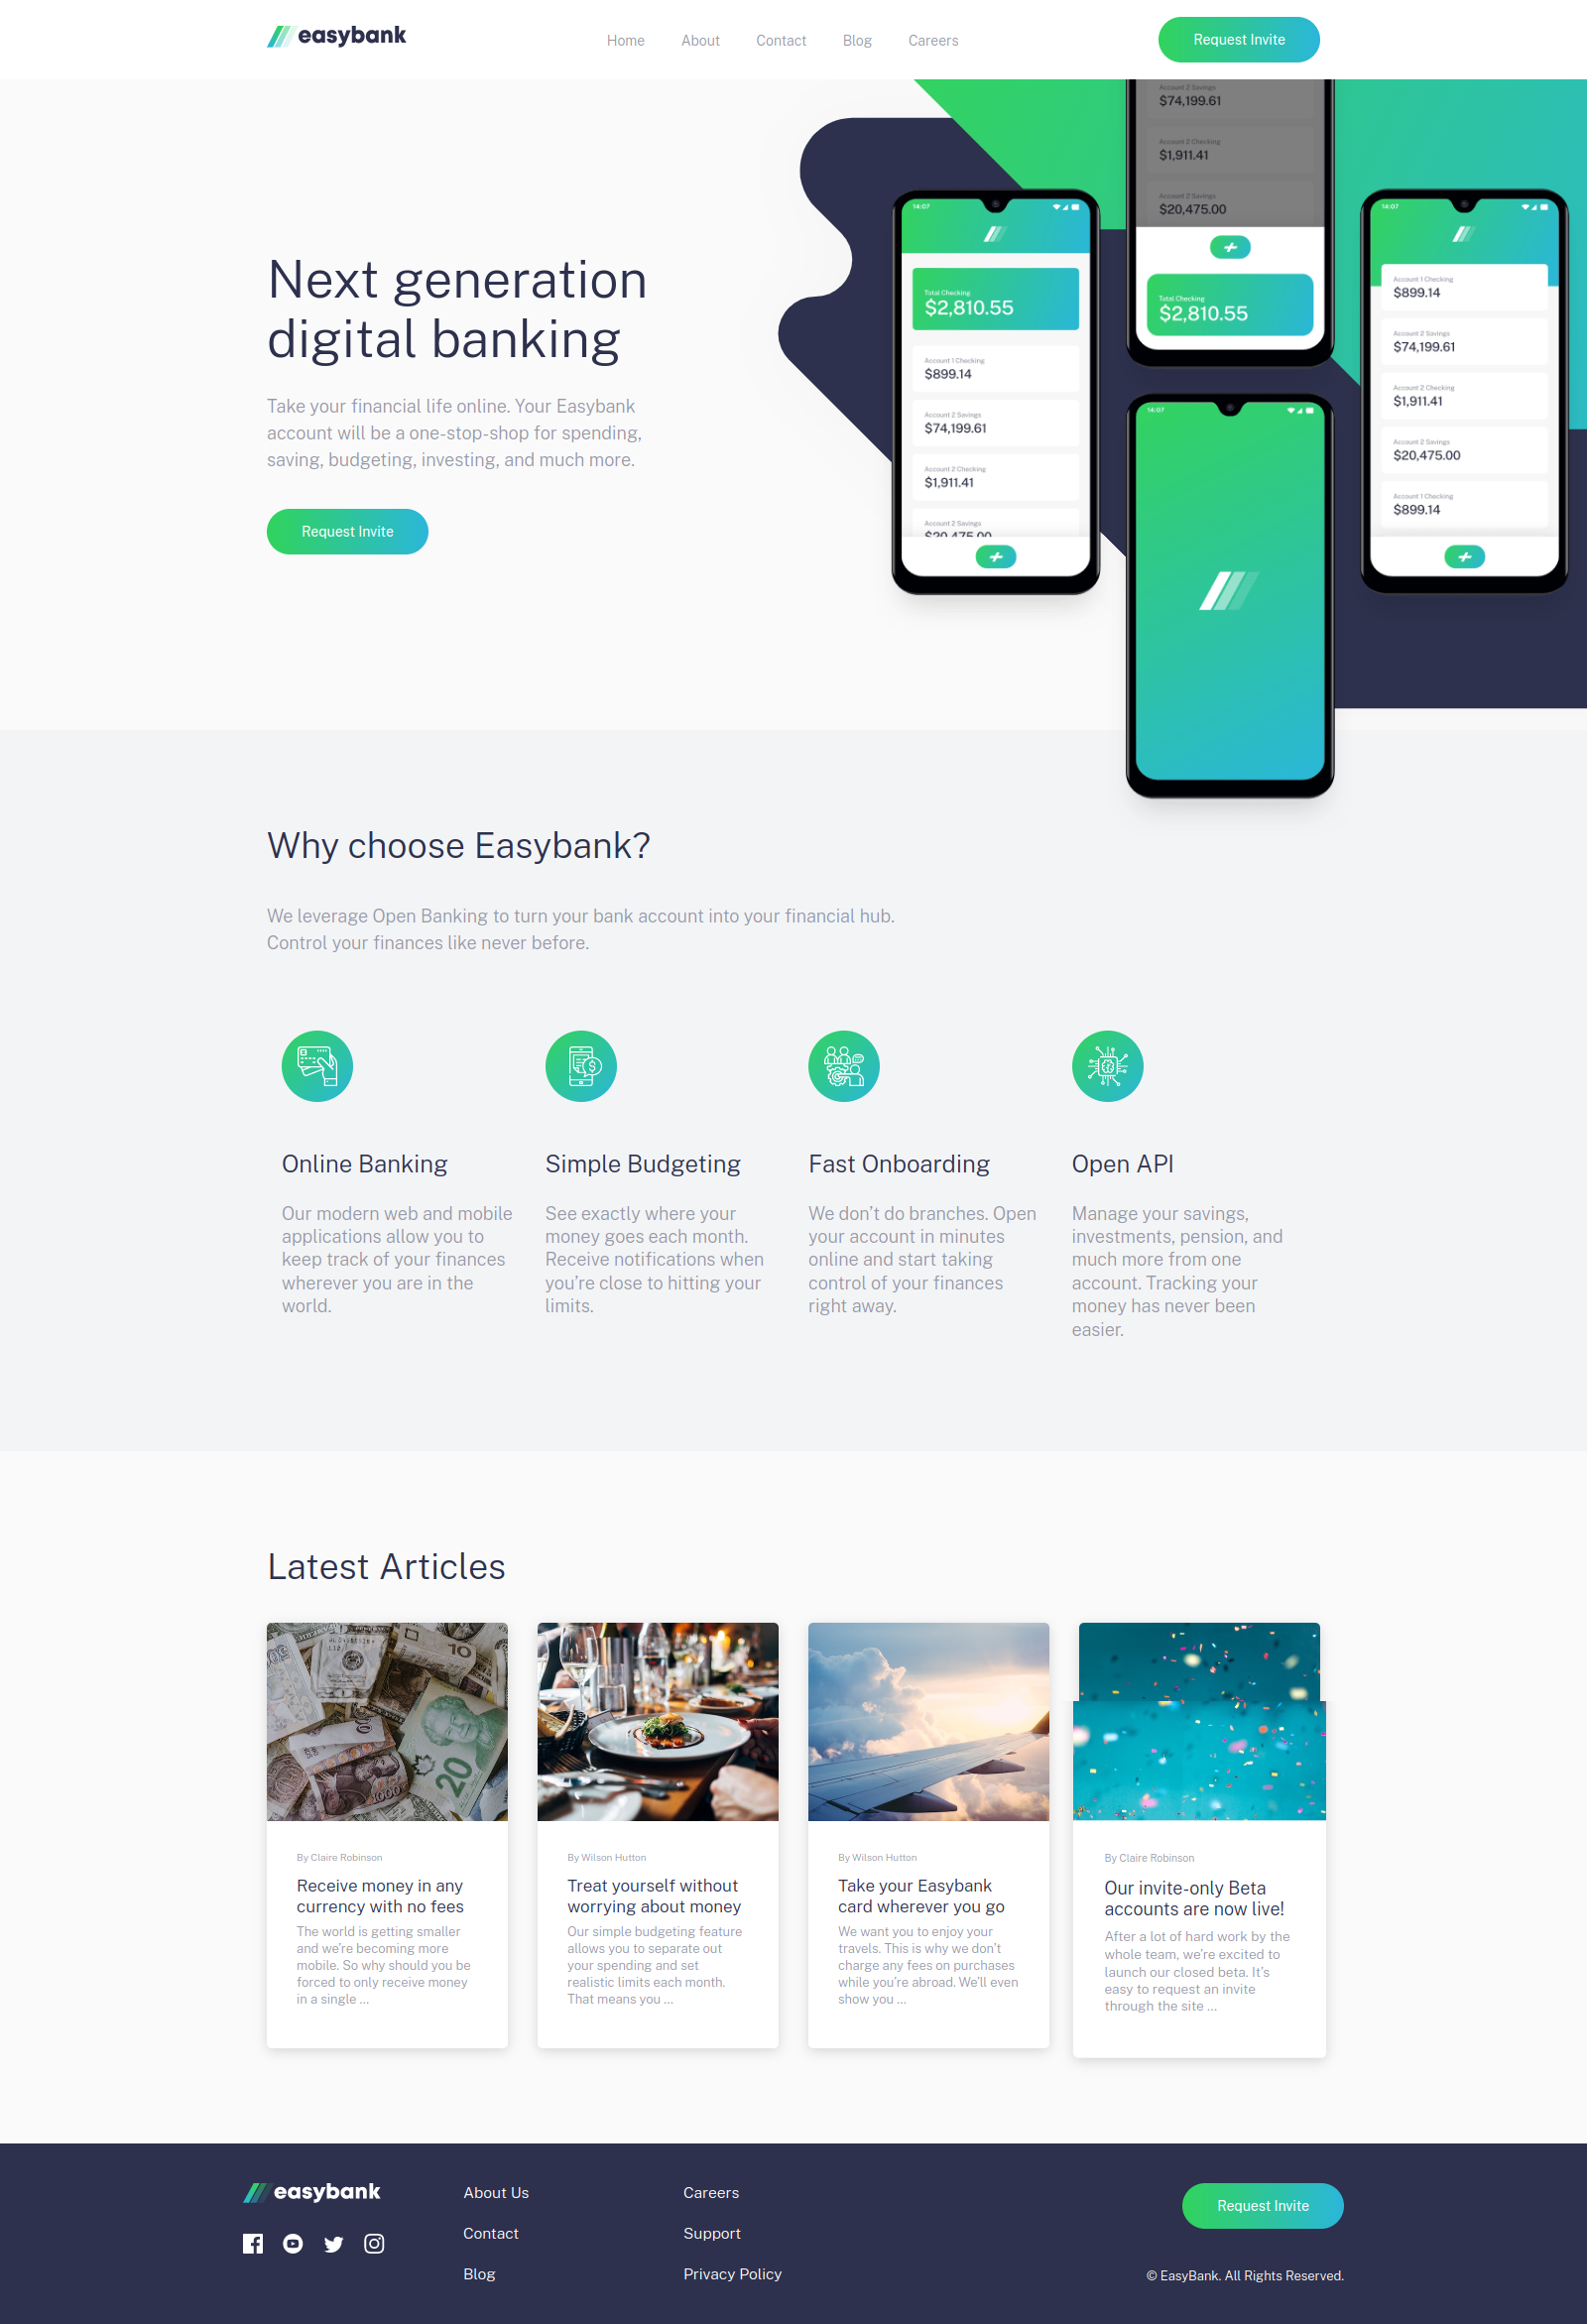 easybank
Home
About
Contact
Blog
Careers
Request Invite
Next generation
digital banking
Take your financial life online. Your Easybank
account will be a one-stop-shop for spending,
saving, budgeting, investing, and much more.
Request Invite
14:07
Total Checking
$2,810.55
Account 1 Checking
$899.14
Account 2 Savings
$74,199.61
Account 2 Checking
$1,911.41
Account 2 Savings
$20,475.00
Account 2 Savings
$74,199.61
Account 2 Checking
$1,911.41
Account 2 Savings
$20,475.00
Total Checking
$2,810.55
14:07
14:07
Account 1 Checking
$899.14
Account 2 Savings
$74,199.61
Account 2 Checking
$1,911.41
Account 2 Savings
$20,475.00
Account 1 Checking
$899.14
Why choose Easybank?
We leverage Open Banking to turn your bank account into your financial hub.
Control your finances like never before.
Online Banking
Our modern web and mobile
applications allow you to
keep track of your finances
wherever you are in the
world.
Simple Budgeting
See exactly where your
money goes each month.
Receive notifications when
you’re close to hitting your
limits.
Fast Onboarding
We don’t do branches. Open
your account in minutes
online and start taking
control of your finances
right away.
Open API
Manage your savings,
investments, pension, and
much more from one
account. Tracking your
money has never been
easier.
Latest Articles
10
20
By Claire Robinson
Receive money in any
currency with no fees
The world is getting smaller
and we’re becoming more
mobile. So why should you be
forced to only receive money
in a single ...
By Wilson Hutton
Treat yourself without
worrying about money
Our simple budgeting feature
allows you to separate out
your spending and set
realistic limits each month.
That means you ...
By Wilson Hutton
Take your Easybank
card wherever you go
We want you to enjoy your
travels. This is why we don’t
charge any fees on purchases
while you’re abroad. We’ll even
show you ...
By Claire Robinson
Our invite-only Beta
accounts are now live!
After a lot of hard work by the
whole team, we’re excited to
launch our closed beta. It’s
easy to request an invite
through the site ...
easybank
About Us
Contact
Blog
Careers
Support
Privacy Policy
Request Invite
© EasyBank. All Rights Reserved.